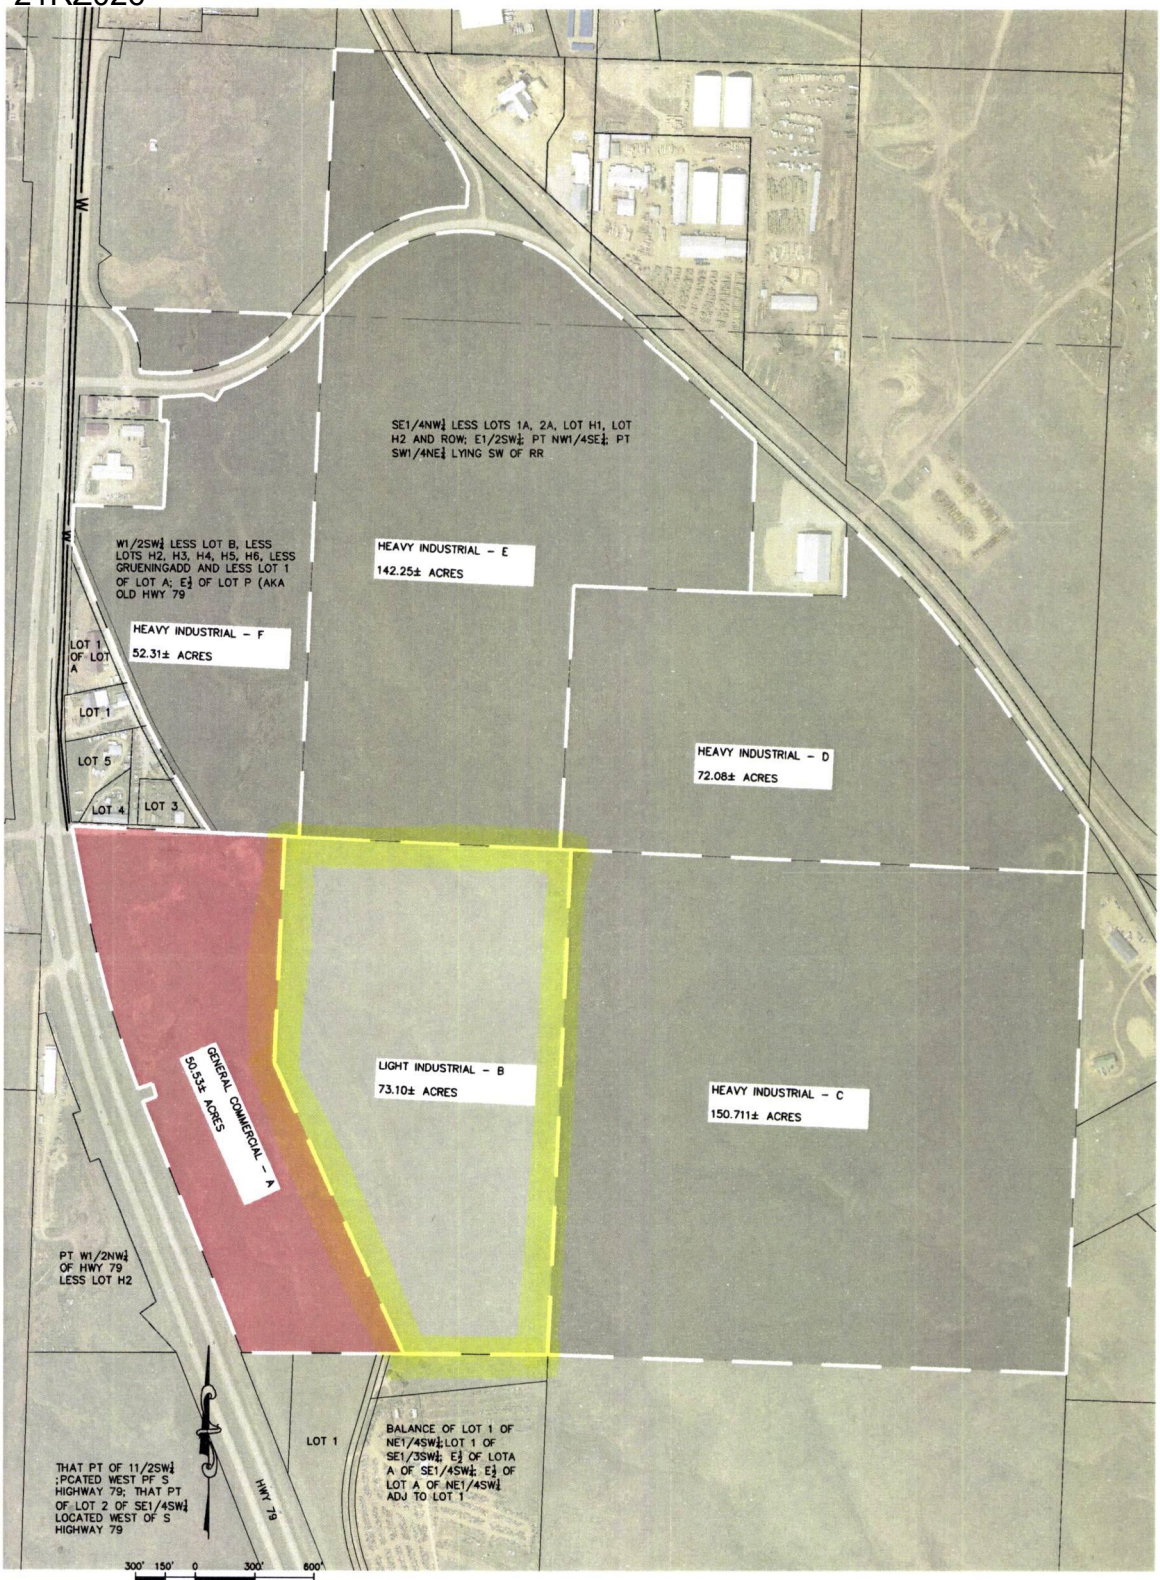 21RZ026
W
SE1/4NW¼ LESS LOTS 1A, 2A, LOT H1, LOT
H2 AND ROW; E1/2SW¼; PT NW1/4SE¼; PT
SW1/4NE¼ LYING SW OF RR
W
W1/2SW¼ LESS LOT B, LESS
LOTS H2, H3, H4, H5, H6, LESS
GRUENINGADD AND LESS LOT 1
OF LOT A; E½ OF LOT P (AKA
OLD HWY 79
HEAVY INDUSTRIAL - E
142.25± ACRES
HEAVY INDUSTRIAL - F
52.31± ACRES
LOT 1
OF LOT
A
LOT 1
LOT 5
LOT 4
LOT 3
HEAVY INDUSTRIAL - D
72.08± ACRES
GENERAL COMMERCIAL - A
50.53± ACRES
LIGHT INDUSTRIAL - B
73.10± ACRES
HEAVY INDUSTRIAL - C
150.711± ACRES
PT W1/2NW¼
OF HWY 79
LESS LOT H2
LOT 1
BALANCE OF LOT 1 OF
NE1/4SW¼;LOT 1 OF
SE1/3SW¼; E½ OF LOTA
A OF SE1/4SW¼; E½ OF
LOT A OF NE1/4SW¼
ADJ TO LOT 1
THAT PT OF 11/2SW¼
;PCATED WEST PF S
HIGHWAY 79; THAT PT
OF LOT 2 OF SE1/4SW¼
LOCATED WEST OF S
HIGHWAY 79
HWY 79
300' 150' 0 300' 600'